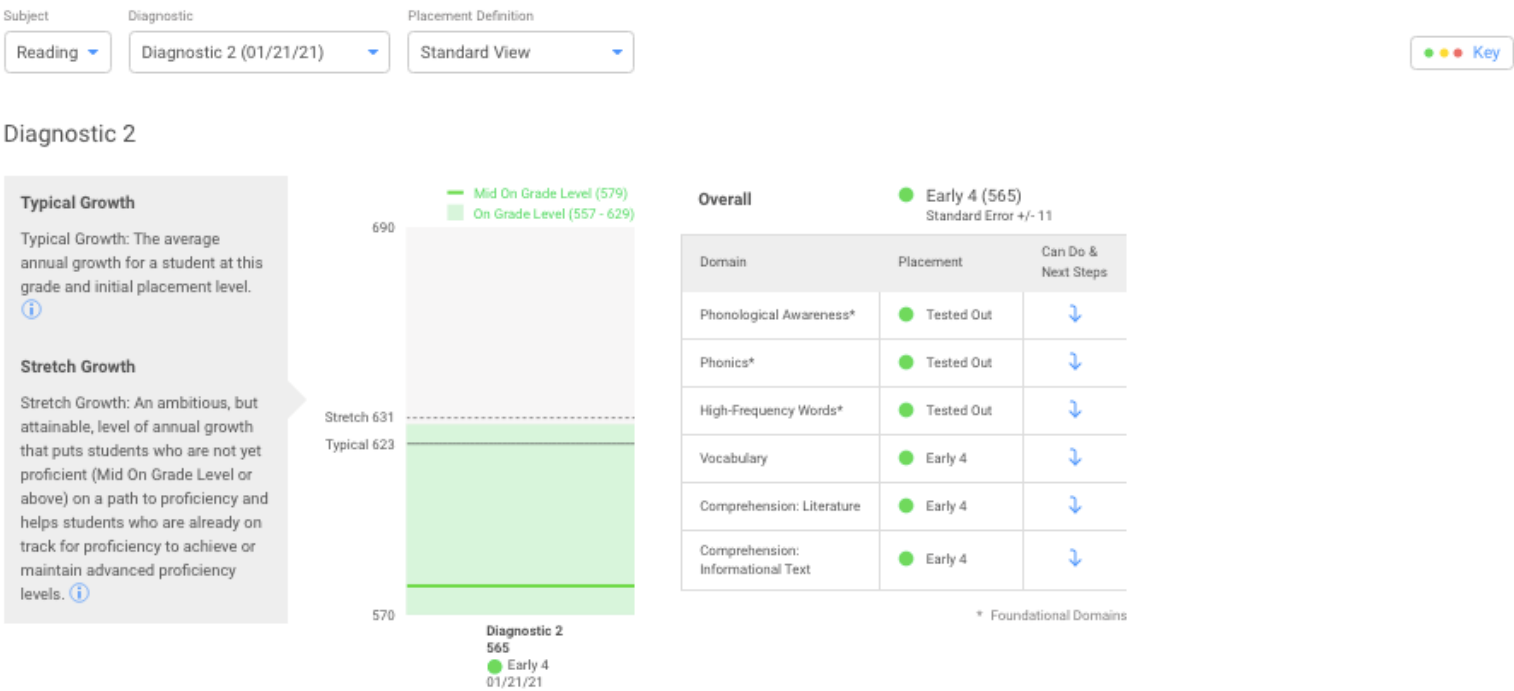 Subject
Diagnostic
Placement Definition
Reading
Diagnostic 2 (01/21/21)
Standard View
Key
Diagnostic 2
Typical Growth
Typical Growth: The average
annual growth for a student at this
grade and initial placement level.
Stretch Growth
Stretch Growth: An ambitious, but
attainable, level of annual growth
that puts students who are not yet
proficient (Mid On Grade Level or
above) on a path to proficiency and
helps students who are already on
track for proficiency to achieve or
maintain advanced proficiency
levels.
Mid On Grade Level (579)
On Grade Level (557 - 629)
690
Stretch 631
Typical 623
570
Diagnostic 2
565
Early 4
01/21/21
Overall
Early 4 (565)
Standard Error +/- 11
Domain
Placement
Can Do &
Next Steps
Phonological Awareness*
Tested Out
Phonics*
Tested Out
High-Frequency Words*
Tested Out
Vocabulary
Early 4
Comprehension: Literature
Early 4
Comprehension:
Informational Text
Early 4
* Foundational Domains